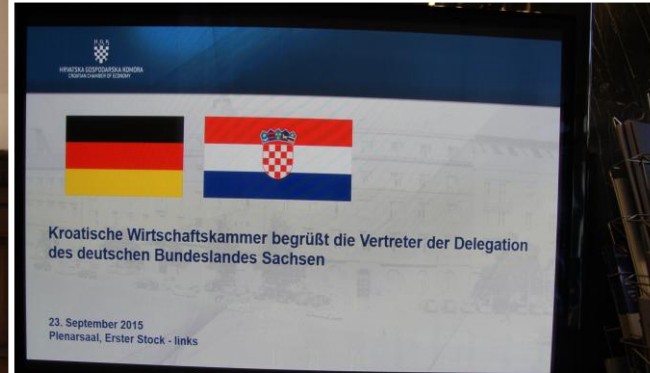 HRVATSKA GOSPODARSKA KOMORA
CROATIAN CHAMBER OF ECONOMY
Kroatische Wirtschaftskammer begrüßt die Vertreter der Delegation
des deutschen Bundeslandes Sachsen
23. September 2015
Plenarsaal, Erster Stock - links